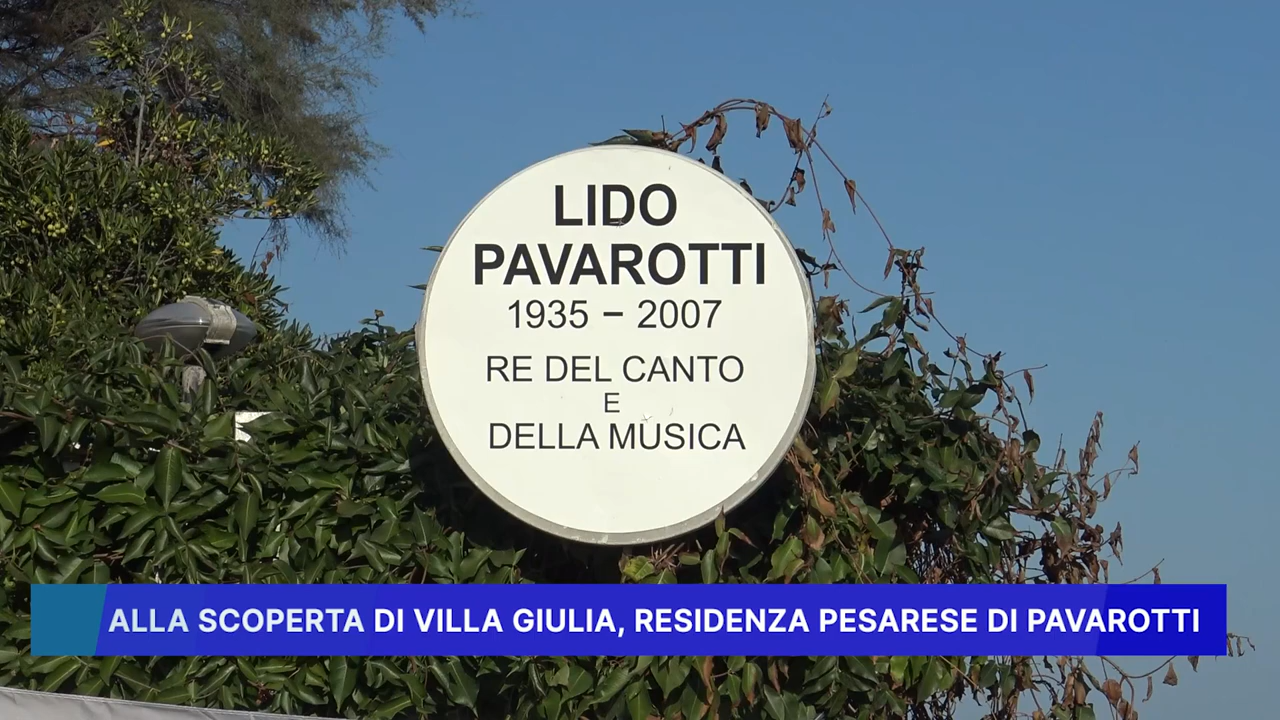 LIDO
PAVAROTTI
1935 – 2007
RE DEL CANTO
E
DELLA MUSICA
ALLA SCOPERTA DI VILLA GIULIA, RESIDENZA PESARESE DI PAVAROTTI